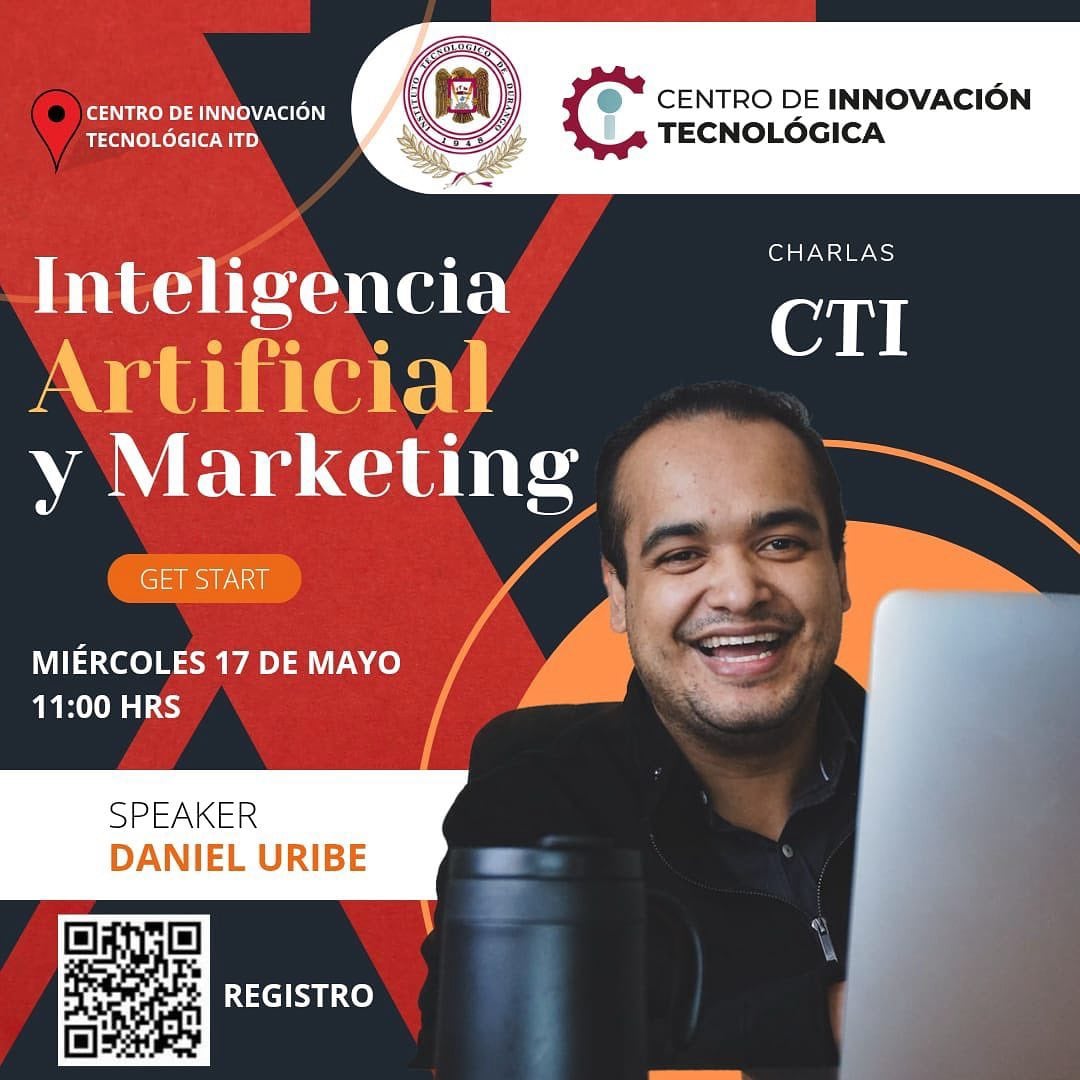 CENTRO DE INNOVACIÓN
TECNOLÓGICA ITD
INSTITUTO TECNOLÓGICO DE DURANGO
1948
CENTRO DE INNOVACIÓN
TECNOLÓGICA
CHARLAS
CTI
Inteligencia
Artificial
y Marketing
GET START
MIÉRCOLES 17 DE MAYO
11:00 HRS
SPEAKER
DANIEL URIBE
REGISTRO